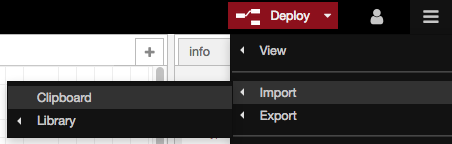 Deploy
+
info
View
Clipboard
Import
Library
Export